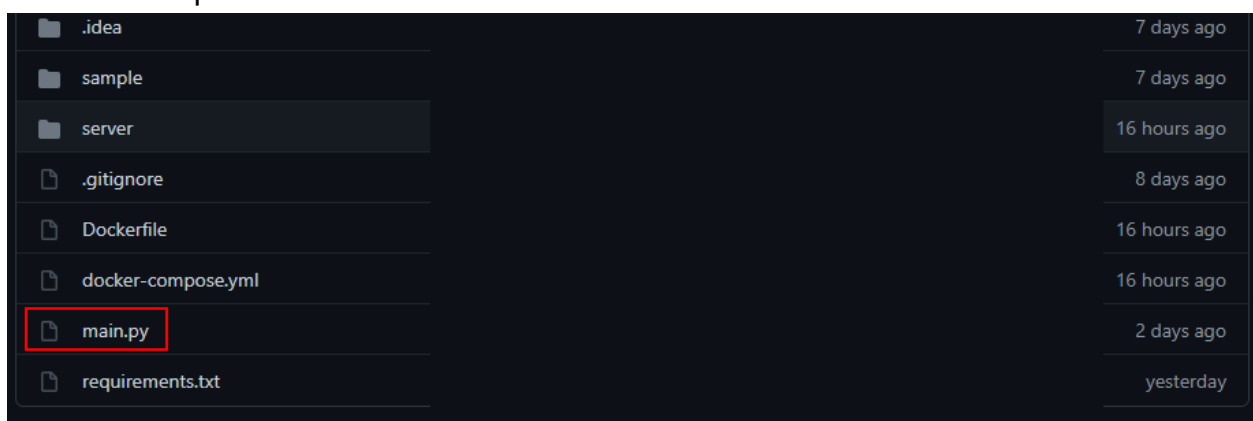 .idea 7 days ago
sample 7 days ago
server 16 hours ago
.gitignore 8 days ago
Dockerfile 16 hours ago
docker-compose.yml 16 hours ago
main.py 2 days ago
requirements.txt yesterday